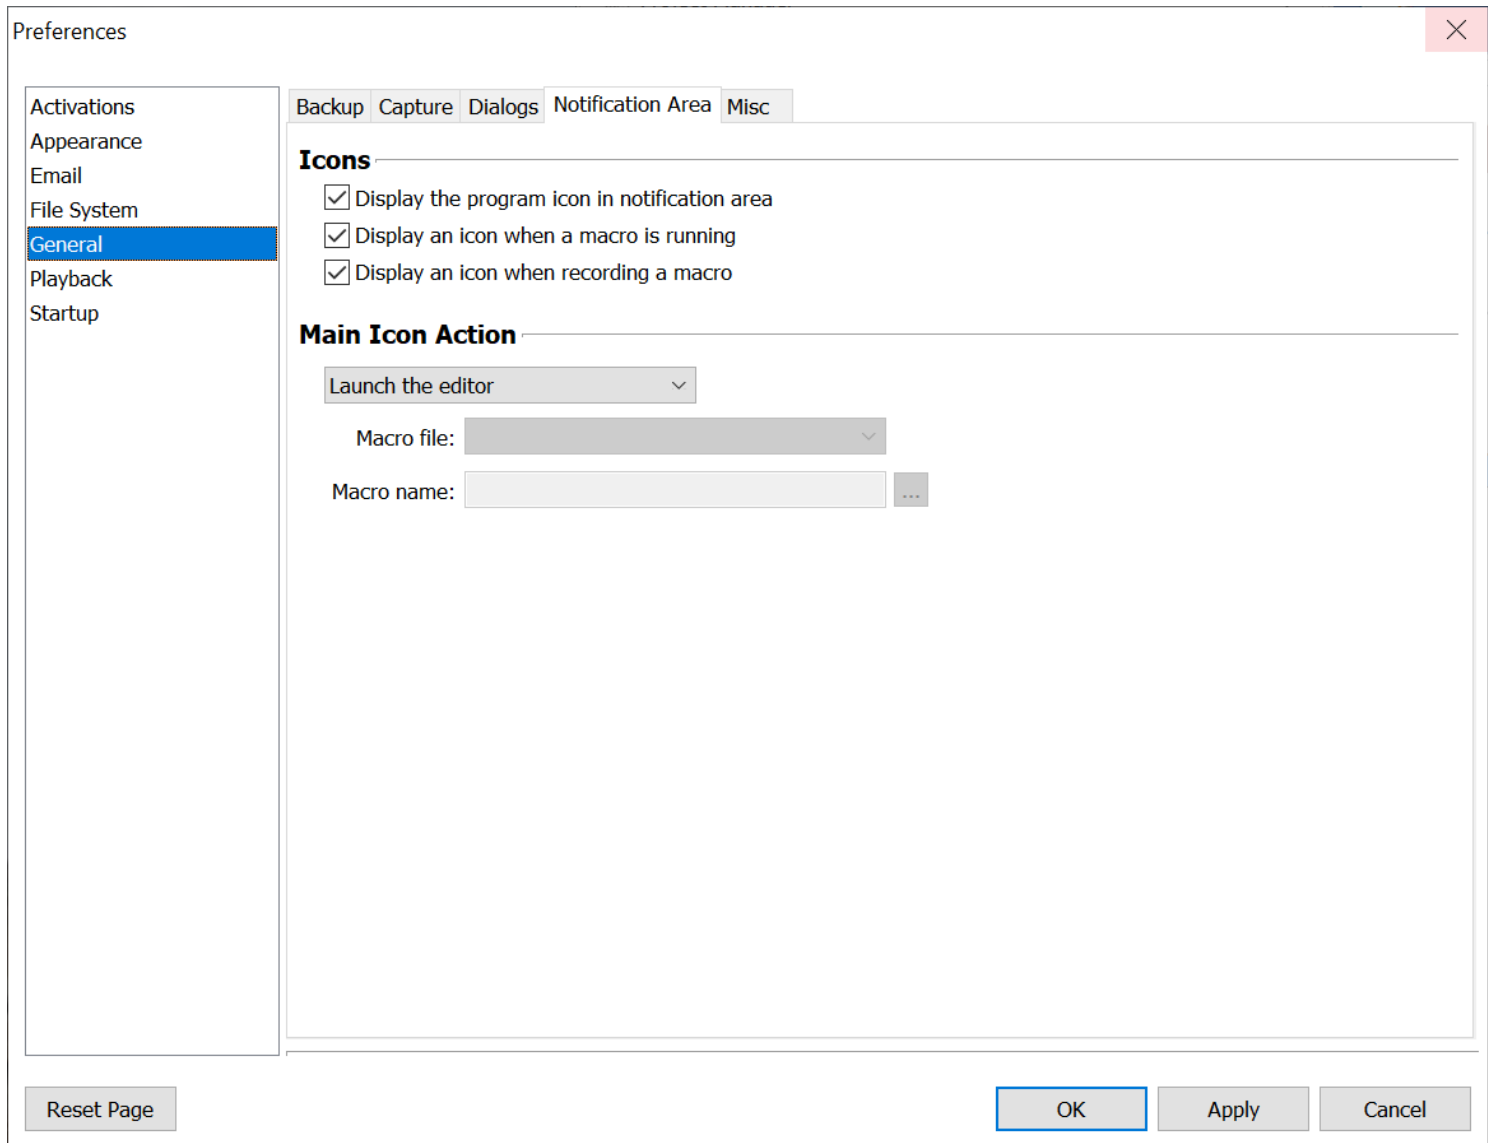 Preferences
Activations
Appearance
Email
File System
General
Playback
Startup
Backup Capture Dialogs Notification Area Misc
Icons
Display the program icon in notification area
Display an icon when a macro is running
Display an icon when recording a macro
Main Icon Action
Launch the editor
Macro file:
Macro name:
...
Reset Page
OK Apply Cancel